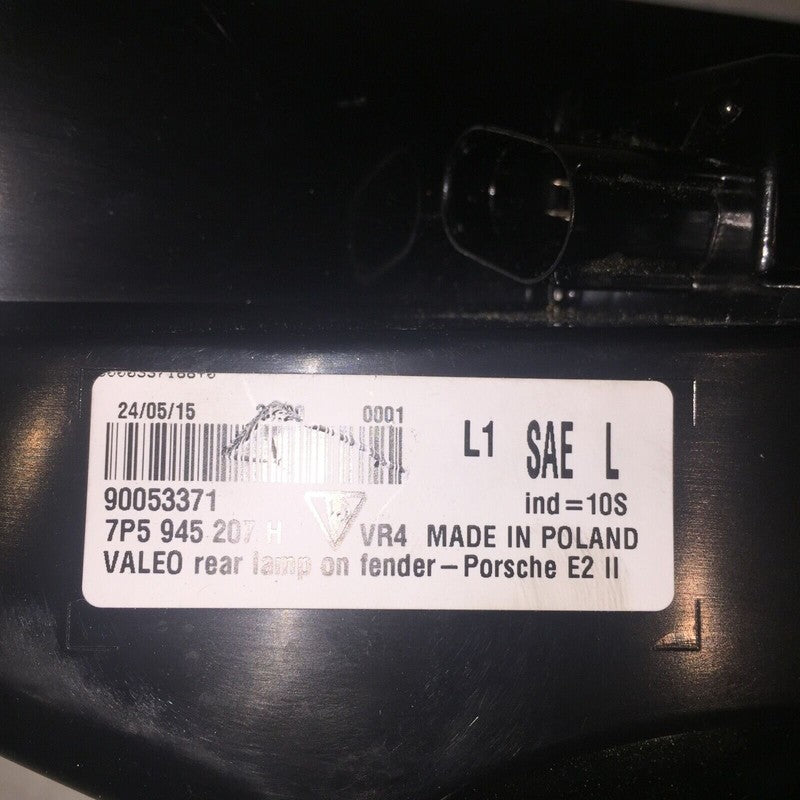 24/05/15 0001
L1 SAE L
90053371
ind=10S
7P5 945 207 H VR4 MADE IN POLAND
VALEO rear lamp on fender-Porsche E2 II